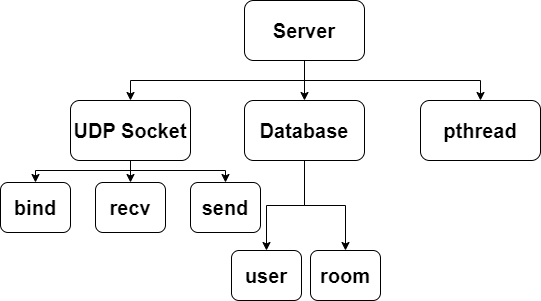 Server
UDP Socket
Database
pthread
bind
recv
send
user
room